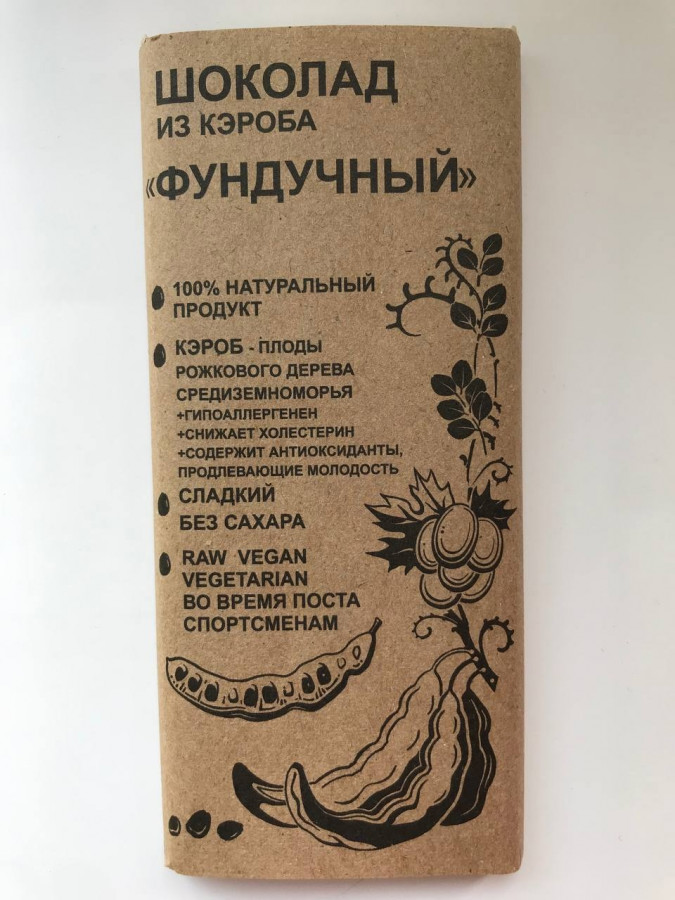 ШОКОЛАД
ИЗ КЭРОБА
«ФУНДУЧНЫЙ»
100% НАТУРАЛЬНЫЙ
ПРОДУКТ
КЭРОБ - ПЛОДЫ
РОЖКОВОГО ДЕРЕВА
СРЕДИЗЕМНОМОРЬЯ
+ГИПОАЛЛЕРГЕНЕН
+СНИЖАЕТ ХОЛЕСТЕРИН
+СОДЕРЖИТ АНТИОКСИДАНТЫ,
ПРОДЛЕВАЮЩИЕ МОЛОДОСТЬ
СЛАДКИЙ
БЕЗ САХАРА
RAW VEGAN
VEGETARIAN
ВО ВРЕМЯ ПОСТА
СПОРТСМЕНАМ